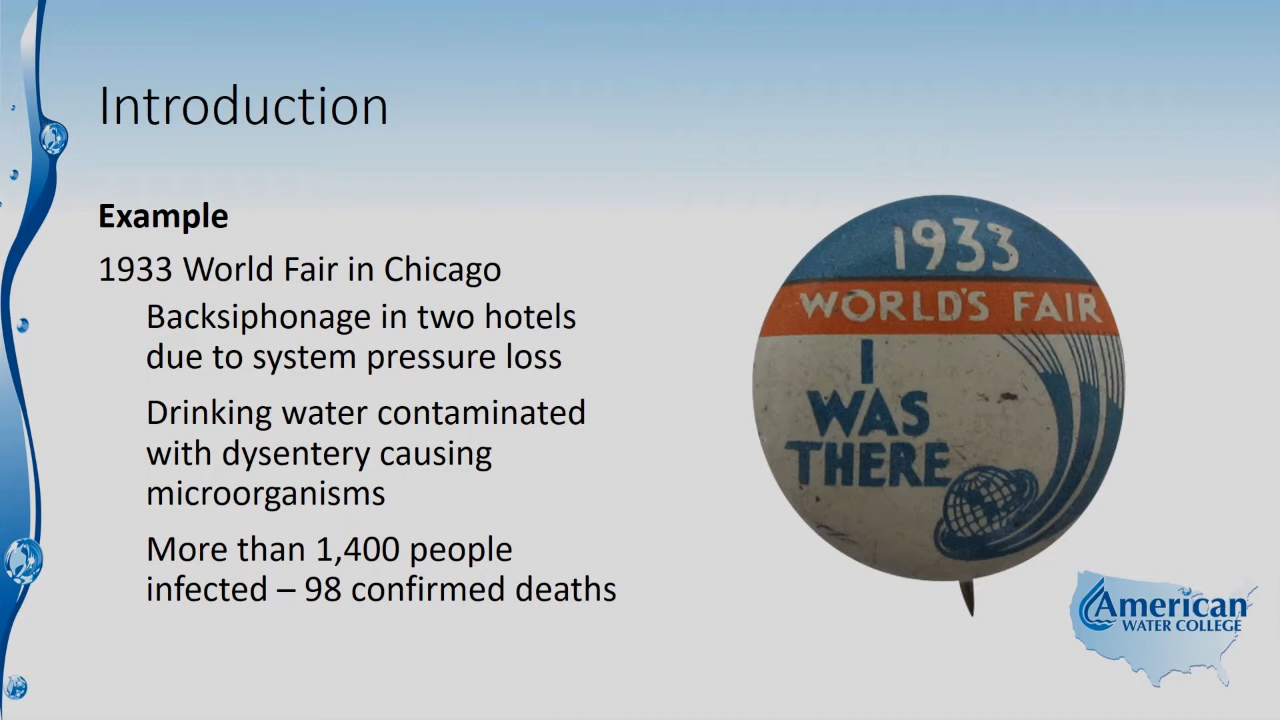 Introduction
Example
1933 World Fair in Chicago
Backsiphonage in two hotels
due to system pressure loss
Drinking water contaminated
with dysentery causing
microorganisms
More than 1,400 people
infected – 98 confirmed deaths
1933
WORLD'S FAIR
I
WAS
THERE
American
WATER COLLEGE